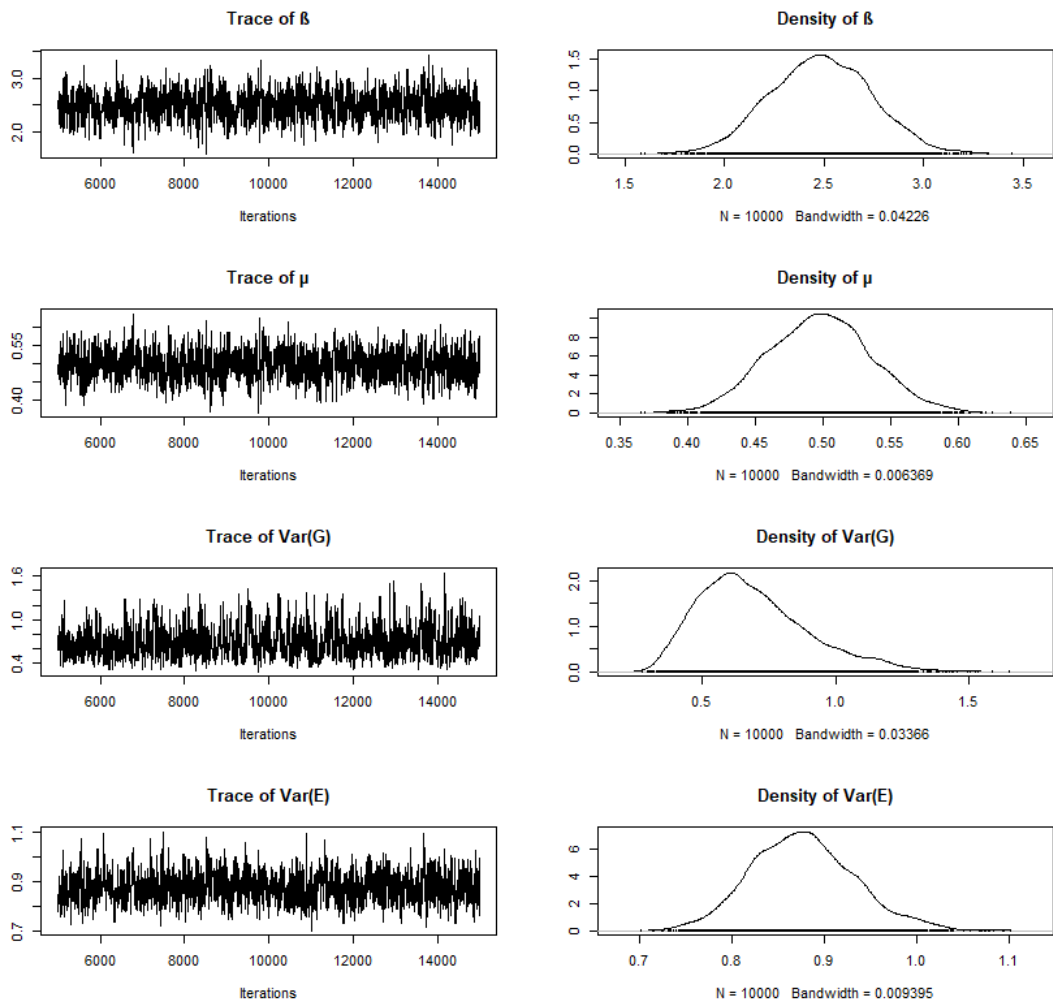 Trace of ß
Density of ß
2.0 3.0
6000 8000 10000 12000 14000
Iterations
0.0 0.5 1.0 1.5
1.5 2.0 2.5 3.0 3.5
N = 10000 Bandwidth = 0.04226
Trace of µ
Density of µ
0.40 0.55
6000 8000 10000 12000 14000
Iterations
0 2 4 6 8
0.35 0.40 0.45 0.50 0.55 0.60 0.65
N = 10000 Bandwidth = 0.006369
Trace of Var(G)
Density of Var(G)
0.4 1.0 1.6
6000 8000 10000 12000 14000
Iterations
0.0 1.0 2.0
0.5 1.0 1.5
N = 10000 Bandwidth = 0.03366
Trace of Var(E)
Density of Var(E)
0.7 0.9 1.1
6000 8000 10000 12000 14000
Iterations
0 2 4 6
0.7 0.8 0.9 1.0 1.1
N = 10000 Bandwidth = 0.009395